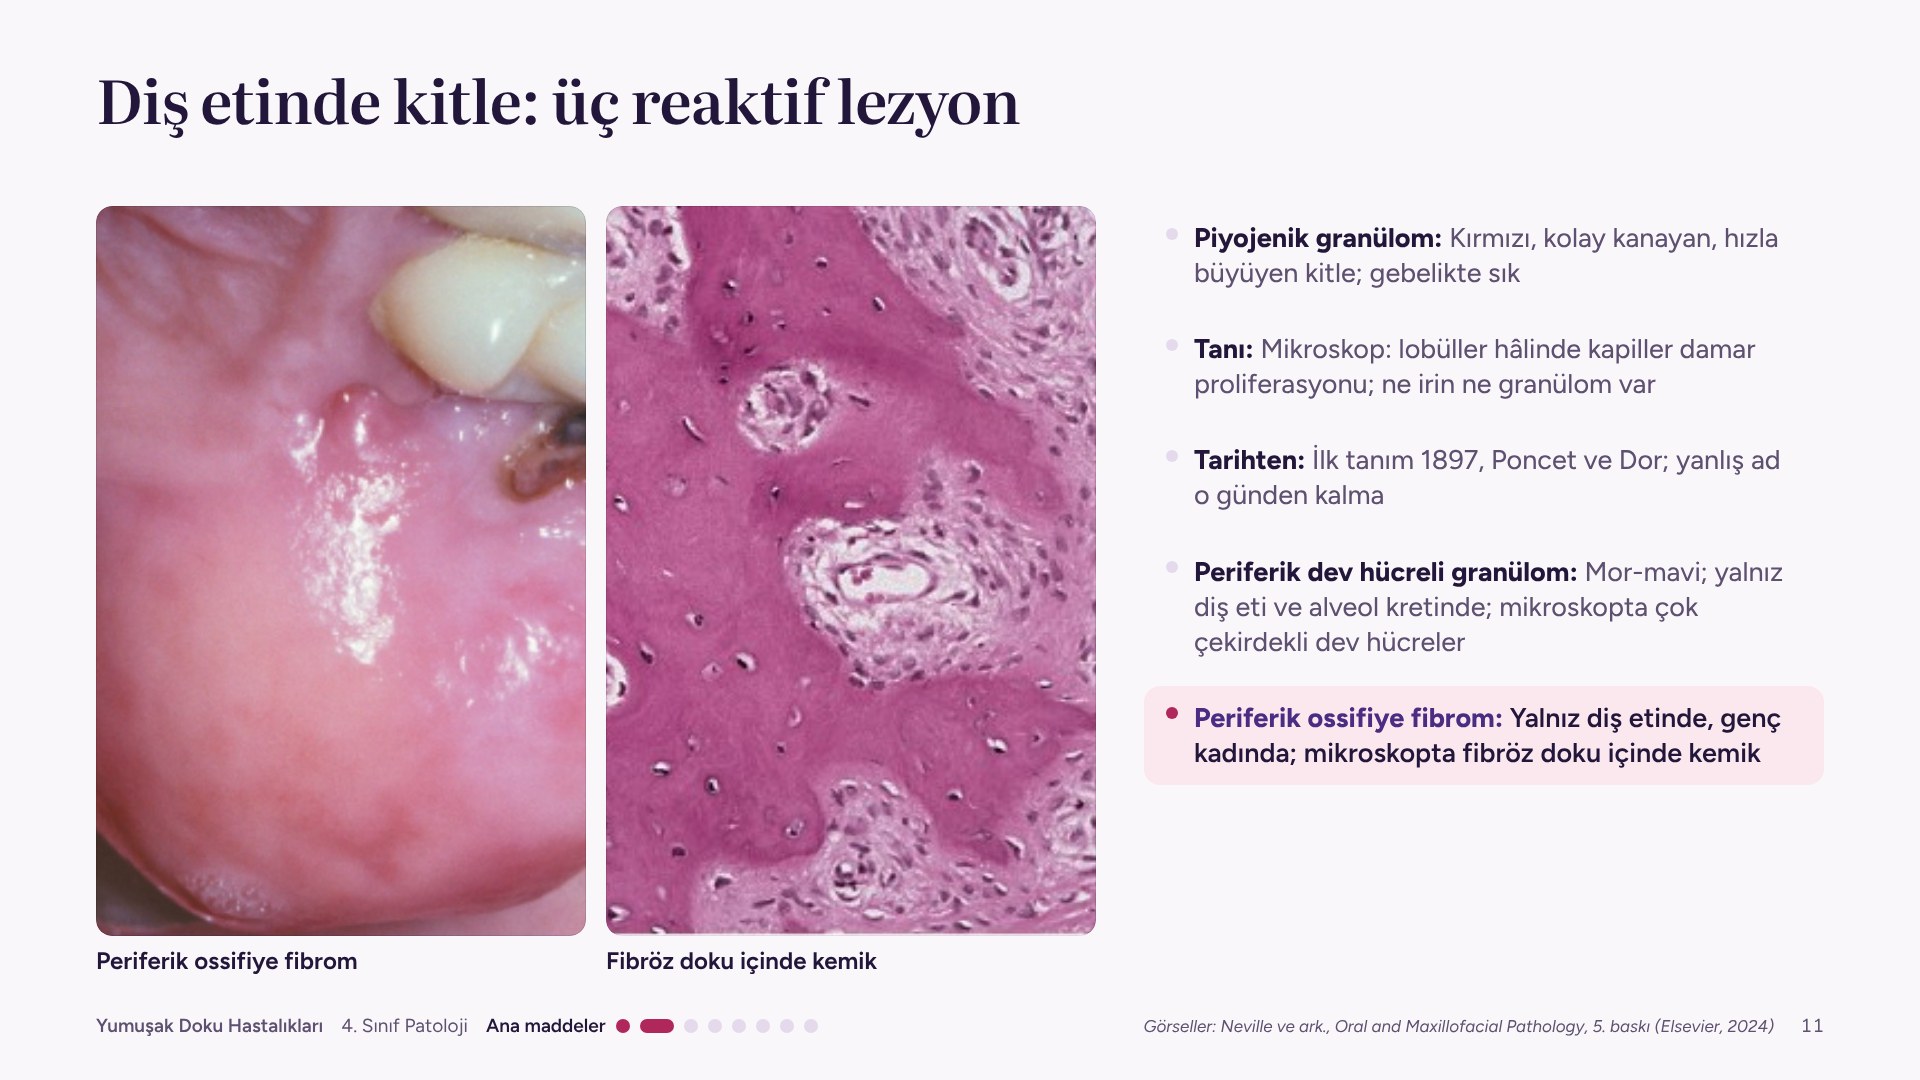 Diş etinde kitle: üç reaktif lezyon
Piyojenik granülom: Kırmızı, kolay kanayan, hızla
büyüyen kitle; gebelikte sık
Tanı: Mikroskop: lobüller hâlinde kapiller damar
proliferasyonu; ne irin ne granülom var
Tarihten: İlk tanım 1897, Poncet ve Dor; yanlış ad
o günden kalma
Periferik dev hücreli granülom: Mor-mavi; yalnız
diş eti ve alveol kretinde; mikroskopta çok
çekirdekli dev hücreler
Periferik ossifiye fibrom: Yalnız diş etinde, genç
kadında; mikroskopta fibröz doku içinde kemik
Periferik ossifiye fibrom
Fibröz doku içinde kemik
Yumuşak Doku Hastalıkları 4. Sınıf Patoloji Ana maddeler
Görseller: Neville ve ark., Oral and Maxillofacial Pathology, 5. baskı (Elsevier, 2024) 11